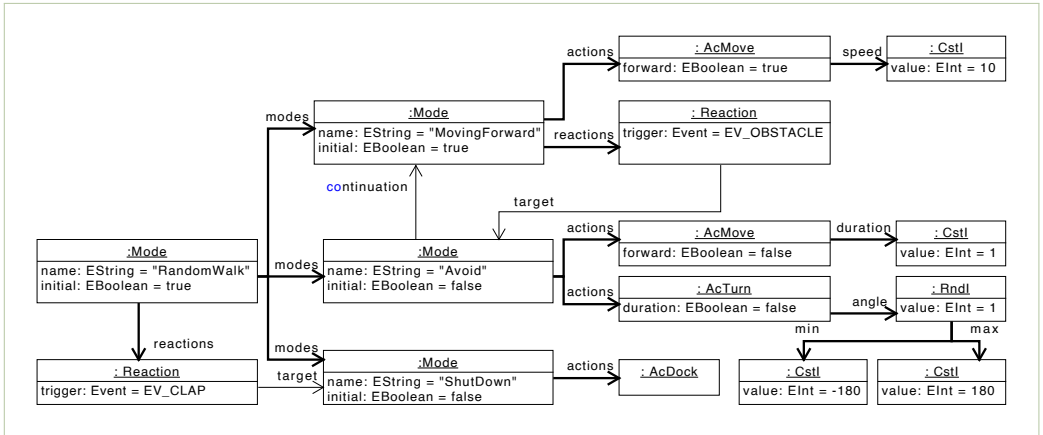 actions
: AcMove
forward: EBoolean = true
speed
: CstI
value: EInt = 10
modes
:Mode
name: EString = "MovingForward"
initial: EBoolean = true
reactions
: Reaction
trigger: Event = EV_OBSTACLE
continuation
target
:Mode
name: EString = "RandomWalk"
initial: EBoolean = true
modes
:Mode
name: EString = "Avoid"
initial: EBoolean = false
actions
: AcMove
forward: EBoolean = false
duration
: CstI
value: EInt = 1
actions
: AcTurn
duration: EBoolean = false
angle
: RndI
value: EInt = 1
min
max
reactions
modes
: Reaction
trigger: Event = EV_CLAP
target
:Mode
name: EString = "ShutDown"
initial: EBoolean = false
actions
: AcDock
: CstI
value: EInt = -180
: CstI
value: EInt = 180